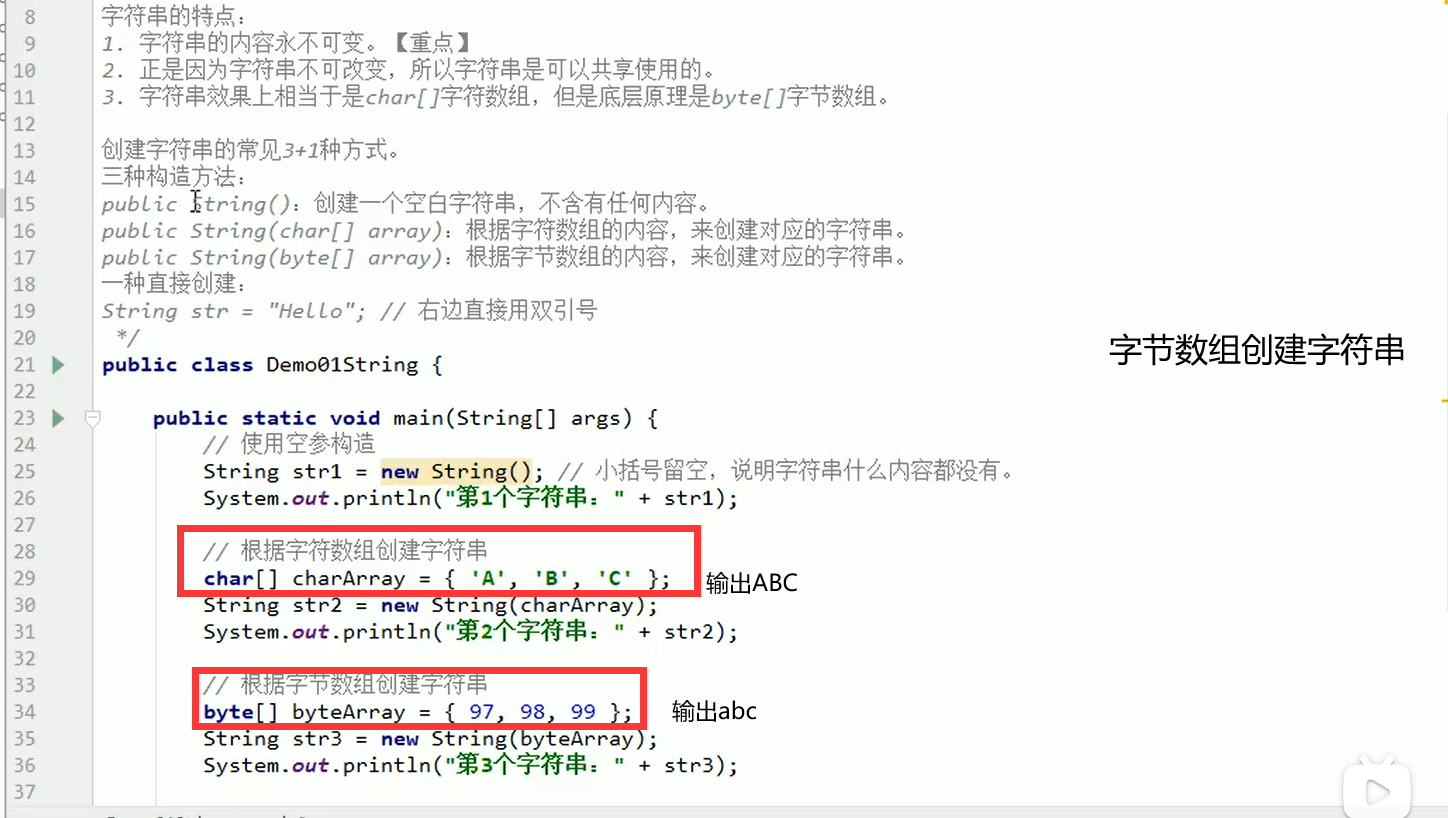 8 字符串的特点：
9 1. 字符串的内容永不可变。【重点】
10 2. 正是因为字符串不可改变，所以字符串是可以共享使用的。
11 3. 字符串效果上相当于是char[]字符数组，但是底层原理是byte[]字节数组。
12
13 创建字符串的常见3+1种方式。
14 三种构造方法：
15 public String()：创建一个空白字符串，不含有任何内容。
16 public String(char[] array)：根据字符数组的内容，来创建对应的字符串。
17 public String(byte[] array)：根据字节数组的内容，来创建对应的字符串。
18 一种直接创建：
19 String str = "Hello"; // 右边直接用双引号
20 */
字节数组创建字符串
21 public class Demo01String {
22
23 public static void main(String[] args) {
24 // 使用空参构造
25 String str1 = new String(); // 小括号留空，说明字符串什么内容都没有。
26 System.out.println("第1个字符串：" + str1);
27
28 // 根据字符数组创建字符串
29 char[] charArray = { 'A', 'B', 'C' };
输出ABC
30 String str2 = new String(charArray);
31 System.out.println("第2个字符串：" + str2);
32
33 // 根据字节数组创建字符串
34 byte[] byteArray = { 97, 98, 99 };
输出abc
35 String str3 = new String(byteArray);
36 System.out.println("第3个字符串：" + str3);
37